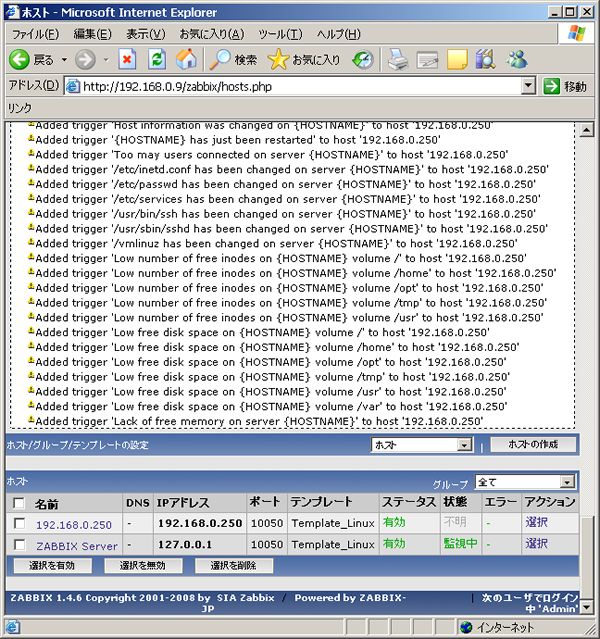 ホスト - Microsoft Internet Explorer
ファイル(F) 編集(E) 表示(V) お気に入り(A) ツール(T) ヘルプ(H)
戻る 検索 お気に入り
アドレス(D) http://192.168.0.9/zabbix/hosts.php 移動
リンク
Added trigger 'Host information was changed on {HOSTNAME}' to host '192.168.0.250'
Added trigger '{HOSTNAME} has just been restarted' to host '192.168.0.250'
Added trigger 'Too may users connected on server {HOSTNAME}' to host '192.168.0.250'
Added trigger '/etc/inetd.conf has been changed on server {HOSTNAME}' to host '192.168.0.250'
Added trigger '/etc/passwd has been changed on server {HOSTNAME}' to host '192.168.0.250'
Added trigger '/etc/services has been changed on server {HOSTNAME}' to host '192.168.0.250'
Added trigger '/usr/bin/ssh has been changed on server {HOSTNAME}' to host '192.168.0.250'
Added trigger '/usr/sbin/sshd has been changed on server {HOSTNAME}' to host '192.168.0.250'
Added trigger '/vmlinuz has been changed on server {HOSTNAME}' to host '192.168.0.250'
Added trigger 'Low number of free inodes on {HOSTNAME} volume /' to host '192.168.0.250'
Added trigger 'Low number of free inodes on {HOSTNAME} volume /home' to host '192.168.0.250'
Added trigger 'Low number of free inodes on {HOSTNAME} volume /opt' to host '192.168.0.250'
Added trigger 'Low number of free inodes on {HOSTNAME} volume /tmp' to host '192.168.0.250'
Added trigger 'Low number of free inodes on {HOSTNAME} volume /usr' to host '192.168.0.250'
Added trigger 'Low free disk space on {HOSTNAME} volume /' to host '192.168.0.250'
Added trigger 'Low free disk space on {HOSTNAME} volume /home' to host '192.168.0.250'
Added trigger 'Low free disk space on {HOSTNAME} volume /opt' to host '192.168.0.250'
Added trigger 'Low free disk space on {HOSTNAME} volume /tmp' to host '192.168.0.250'
Added trigger 'Low free disk space on {HOSTNAME} volume /usr' to host '192.168.0.250'
Added trigger 'Low free disk space on {HOSTNAME} volume /var' to host '192.168.0.250'
Added trigger 'Lack of free memory on server {HOSTNAME}' to host '192.168.0.250'
ホスト/グループ/テンプレートの設定 ホスト | ホストの作成
ホスト グループ 全て
名前 DNS IPアドレス ポート テンプレート ステータス 状態 エラー アクション
192.168.0.250 - 192.168.0.250 10050 Template_Linux 有効 不明 - 選択
ZABBIX Server - 127.0.0.1 10050 Template_Linux 有効 監視中 - 選択
選択を有効 選択を無効 選択を削除
ZABBIX 1.4.6 Copyright 2001-2008 by SIA Zabbix / Powered by ZABBIX-JP | 次のユーザでログイン中 'Admin'
インターネット